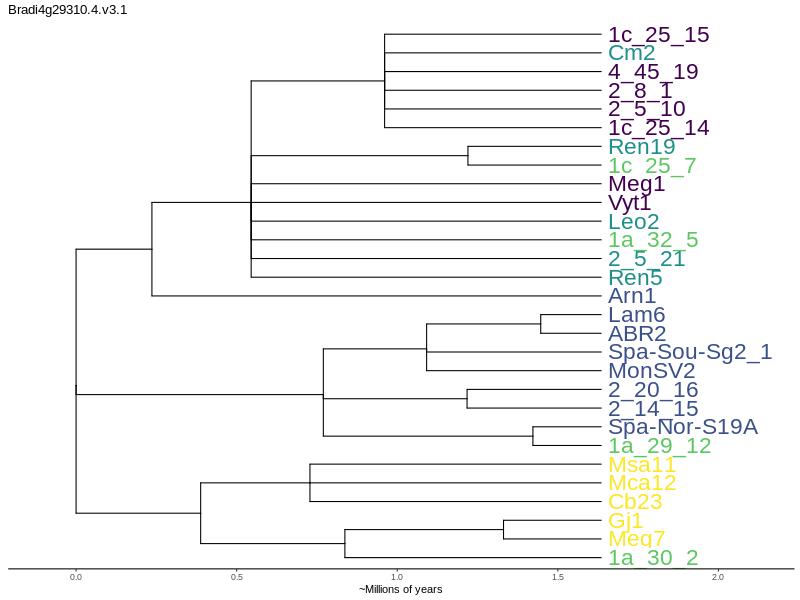 Bradi4g29310.4.v3.1
1c_25_15
Cm2
4_45_19
2_8_1
2_5_10
1c_25_14
Ren19
1c_25_7
Meg1
Vyt1
Leo2
1a_32_5
2_5_21
Ren5
Arn1
Lam6
ABR2
Spa-Sou-Sg2_1
MonSV2
2_20_16
2_14_15
Spa-Nor-S19A
1a_29_12
Msa11
Mca12
Cb23
Gj1
Meg7
1a_30_2
0.0 0.5 1.0 1.5 2.0
~Millions of years